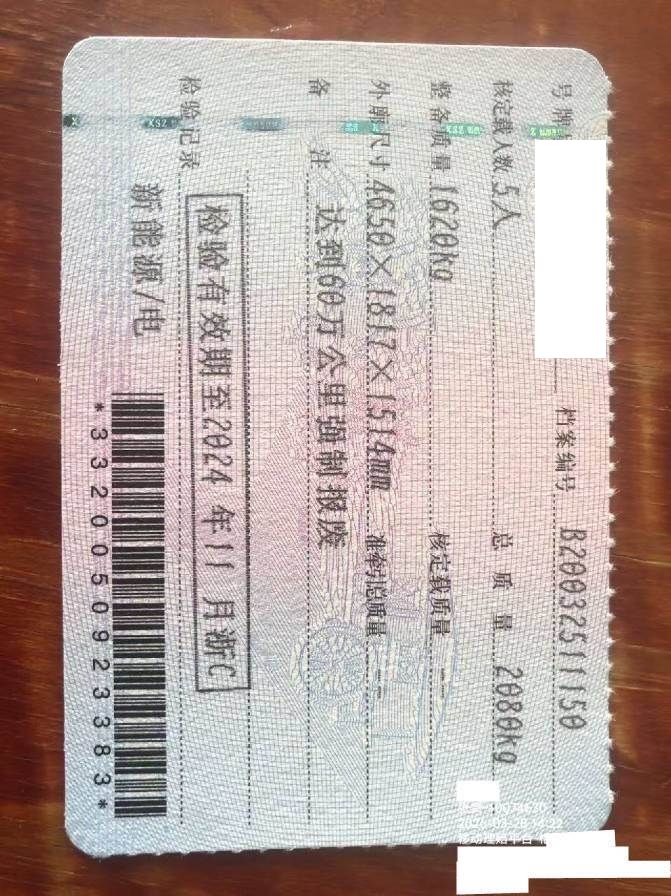 号牌
档案编号 B200325111150
核定载人数 5人 总质量 2080kg
整备质量 1620kg 核定载质量 --
外廓尺寸 4650×1817×1514mm 准牵引总质量 --
备 注 达到60万公里强制报废
检验有效期至2024年11月浙C
检验记录
新能源/电
*3320050923383*